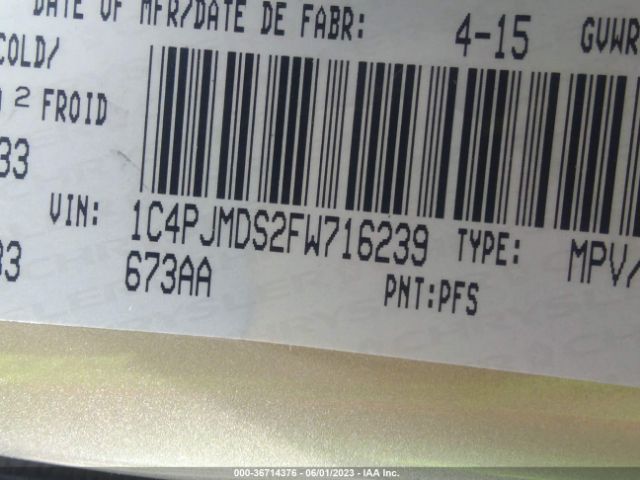 DATE OF MFR/DATE DE FABR: 4-15 GVWR
COLD/
2 FROID
33
VIN: 1C4PJMDS2FW716239 TYPE: MPV/
673AA PNT:PFS
000-36714376 | 06/01/2023 | IAA Inc.